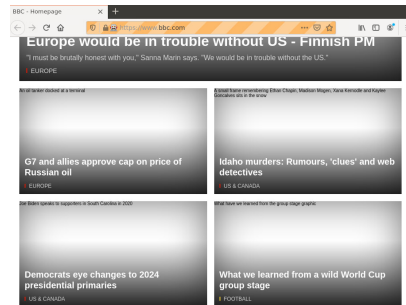 BBC - Homepage
https://www.bbc.com
Europe would be in trouble without US - Finnish PM
"I must be brutally honest with you," Sanna Marin says. "We would be in trouble without the US."
EUROPE
An oil tanker docked at a terminal
A small frame remembering Ethan Chapin, Madison Mogen, Xana Kernodle and Kaylee
Goncalves sits in the snow
G7 and allies approve cap on price of
Russian oil
EUROPE
Idaho murders: Rumours, 'clues' and web
detectives
US & CANADA
Joe Biden speaks to supporters in South Carolina in 2020
What have we learned from the group stage graphic
Democrats eye changes to 2024
presidential primaries
US & CANADA
What we learned from a wild World Cup
group stage
FOOTBALL